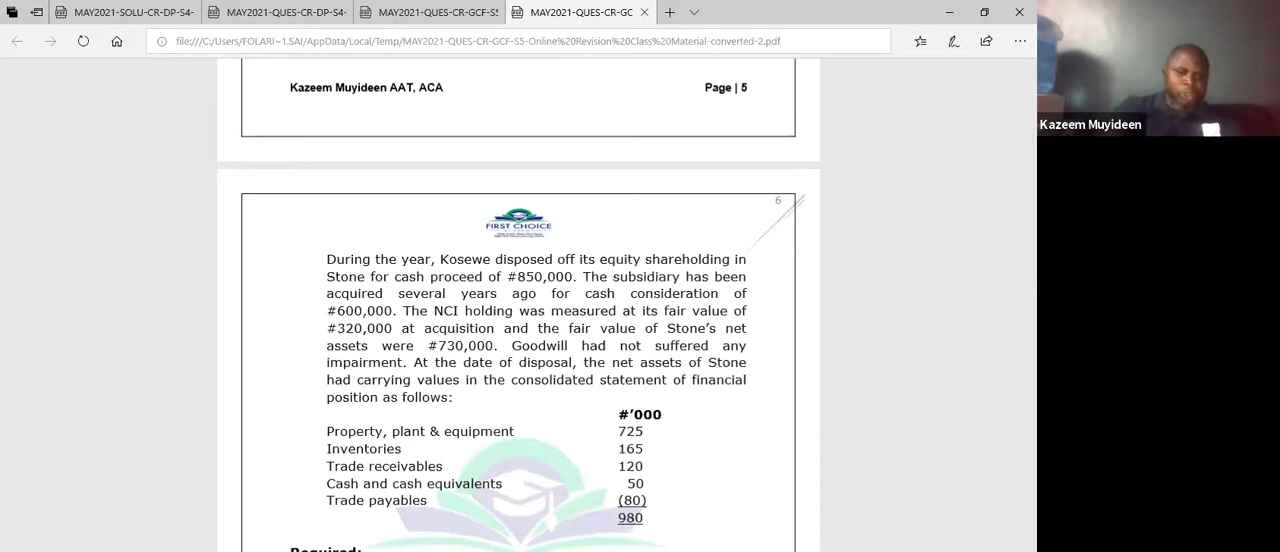 MAY2021-SOLU-CR-DP-S4-
MAY2021-QUES-CR-DP-S4-
MAY2021-QUES-CR-GCF-S5
MAY2021-QUES-CR-GC
file:///C:/Users/FOLARI~1.SAI/AppData/Local/Temp/MAY2021-QUES-CR-GCF-S5-Online%20Revision%20Class%20Material-converted-2.pdf
Kazeem Muyideen AAT, ACA Page | 5
Kazeem Muyideen
6
FIRST CHOICE
During the year, Kosewe disposed off its equity shareholding in
Stone for cash proceed of #850,000. The subsidiary has been
acquired several years ago for cash consideration of
#600,000. The NCI holding was measured at its fair value of
#320,000 at acquisition and the fair value of Stone's net
assets were #730,000. Goodwill had not suffered any
impairment. At the date of disposal, the net assets of Stone
had carrying values in the consolidated statement of financial
position as follows:
#'000
Property, plant & equipment 725
Inventories 165
Trade receivables 120
Cash and cash equivalents 50
Trade payables (80)
980
Required: